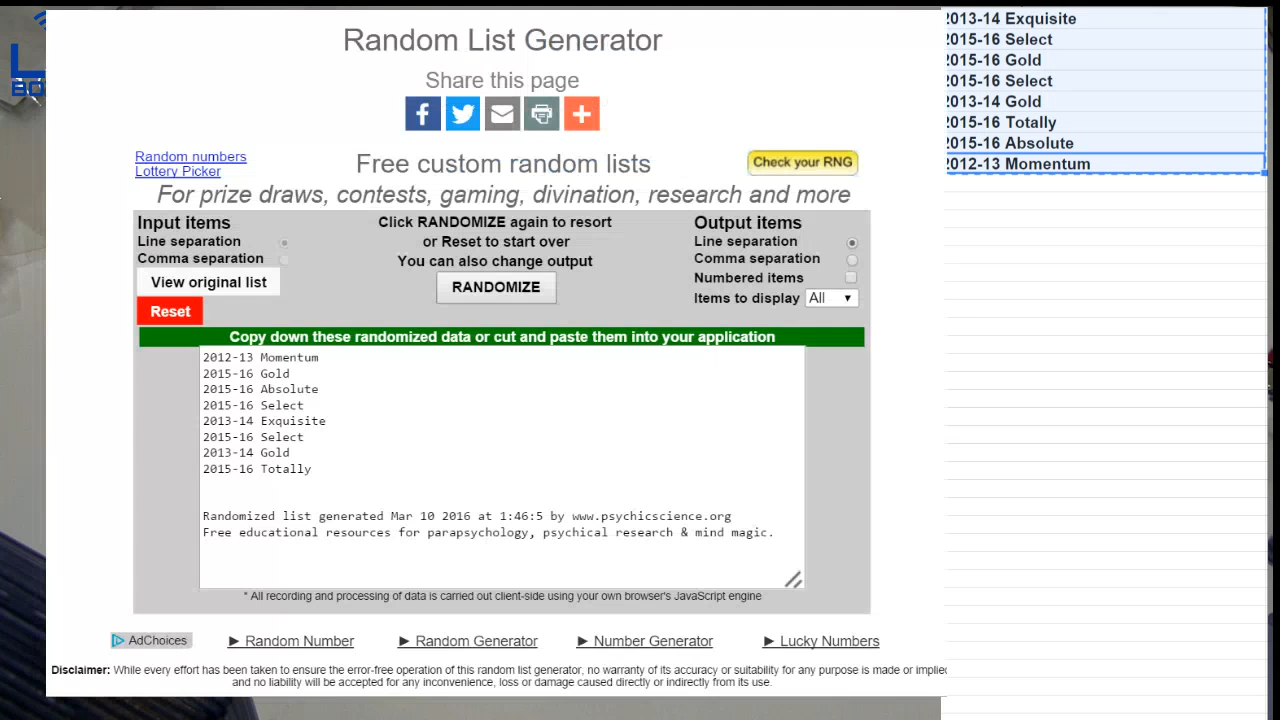 Random List Generator
Share this page
Random numbers
Lottery Picker
Free custom random lists
Check your RNG
For prize draws, contests, gaming, divination, research and more
Input items
Line separation
Comma separation
View original list
Reset
Click RANDOMIZE again to resort
or Reset to start over
You can also change output
RANDOMIZE
Output items
Line separation
Comma separation
Numbered items
Items to display All
Copy down these randomized data or cut and paste them into your application
2012-13 Momentum
2015-16 Gold
2015-16 Absolute
2015-16 Select
2013-14 Exquisite
2015-16 Select
2013-14 Gold
2015-16 Totally
Randomized list generated Mar 10 2016 at 1:46:5 by www.psychicscience.org
Free educational resources for parapsychology, psychical research & mind magic.
* All recording and processing of data is carried out client-side using your own browser's JavaScript engine
AdChoices
► Random Number
► Random Generator
► Number Generator
► Lucky Numbers
Disclaimer: While every effort has been taken to ensure the error-free operation of this random list generator, no warranty of its accuracy or suitability for any purpose is made or implied
and no liability will be accepted for any inconvenience, loss or damage caused directly or indirectly from its use.
2013-14 Exquisite
2015-16 Select
2015-16 Gold
2015-16 Select
2013-14 Gold
2015-16 Totally
2015-16 Absolute
2012-13 Momentum